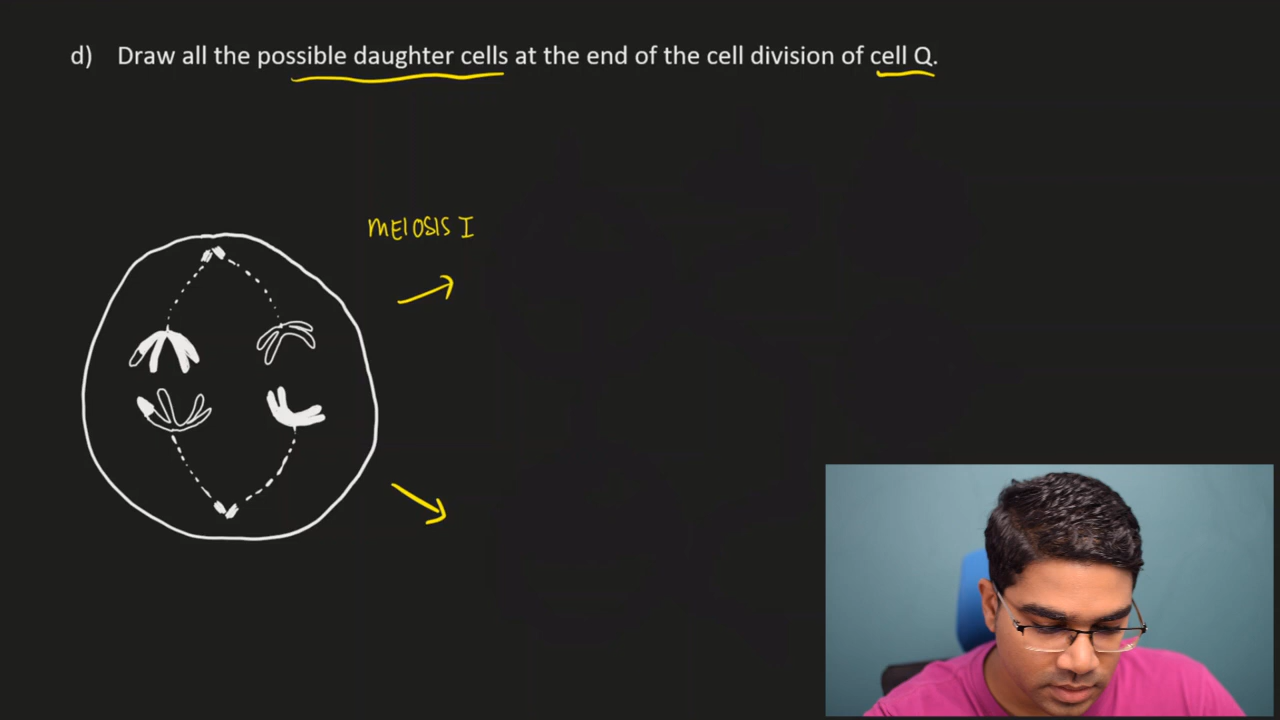 d) Draw all the possible daughter cells at the end of the cell division of cell Q.
MEIOSIS I